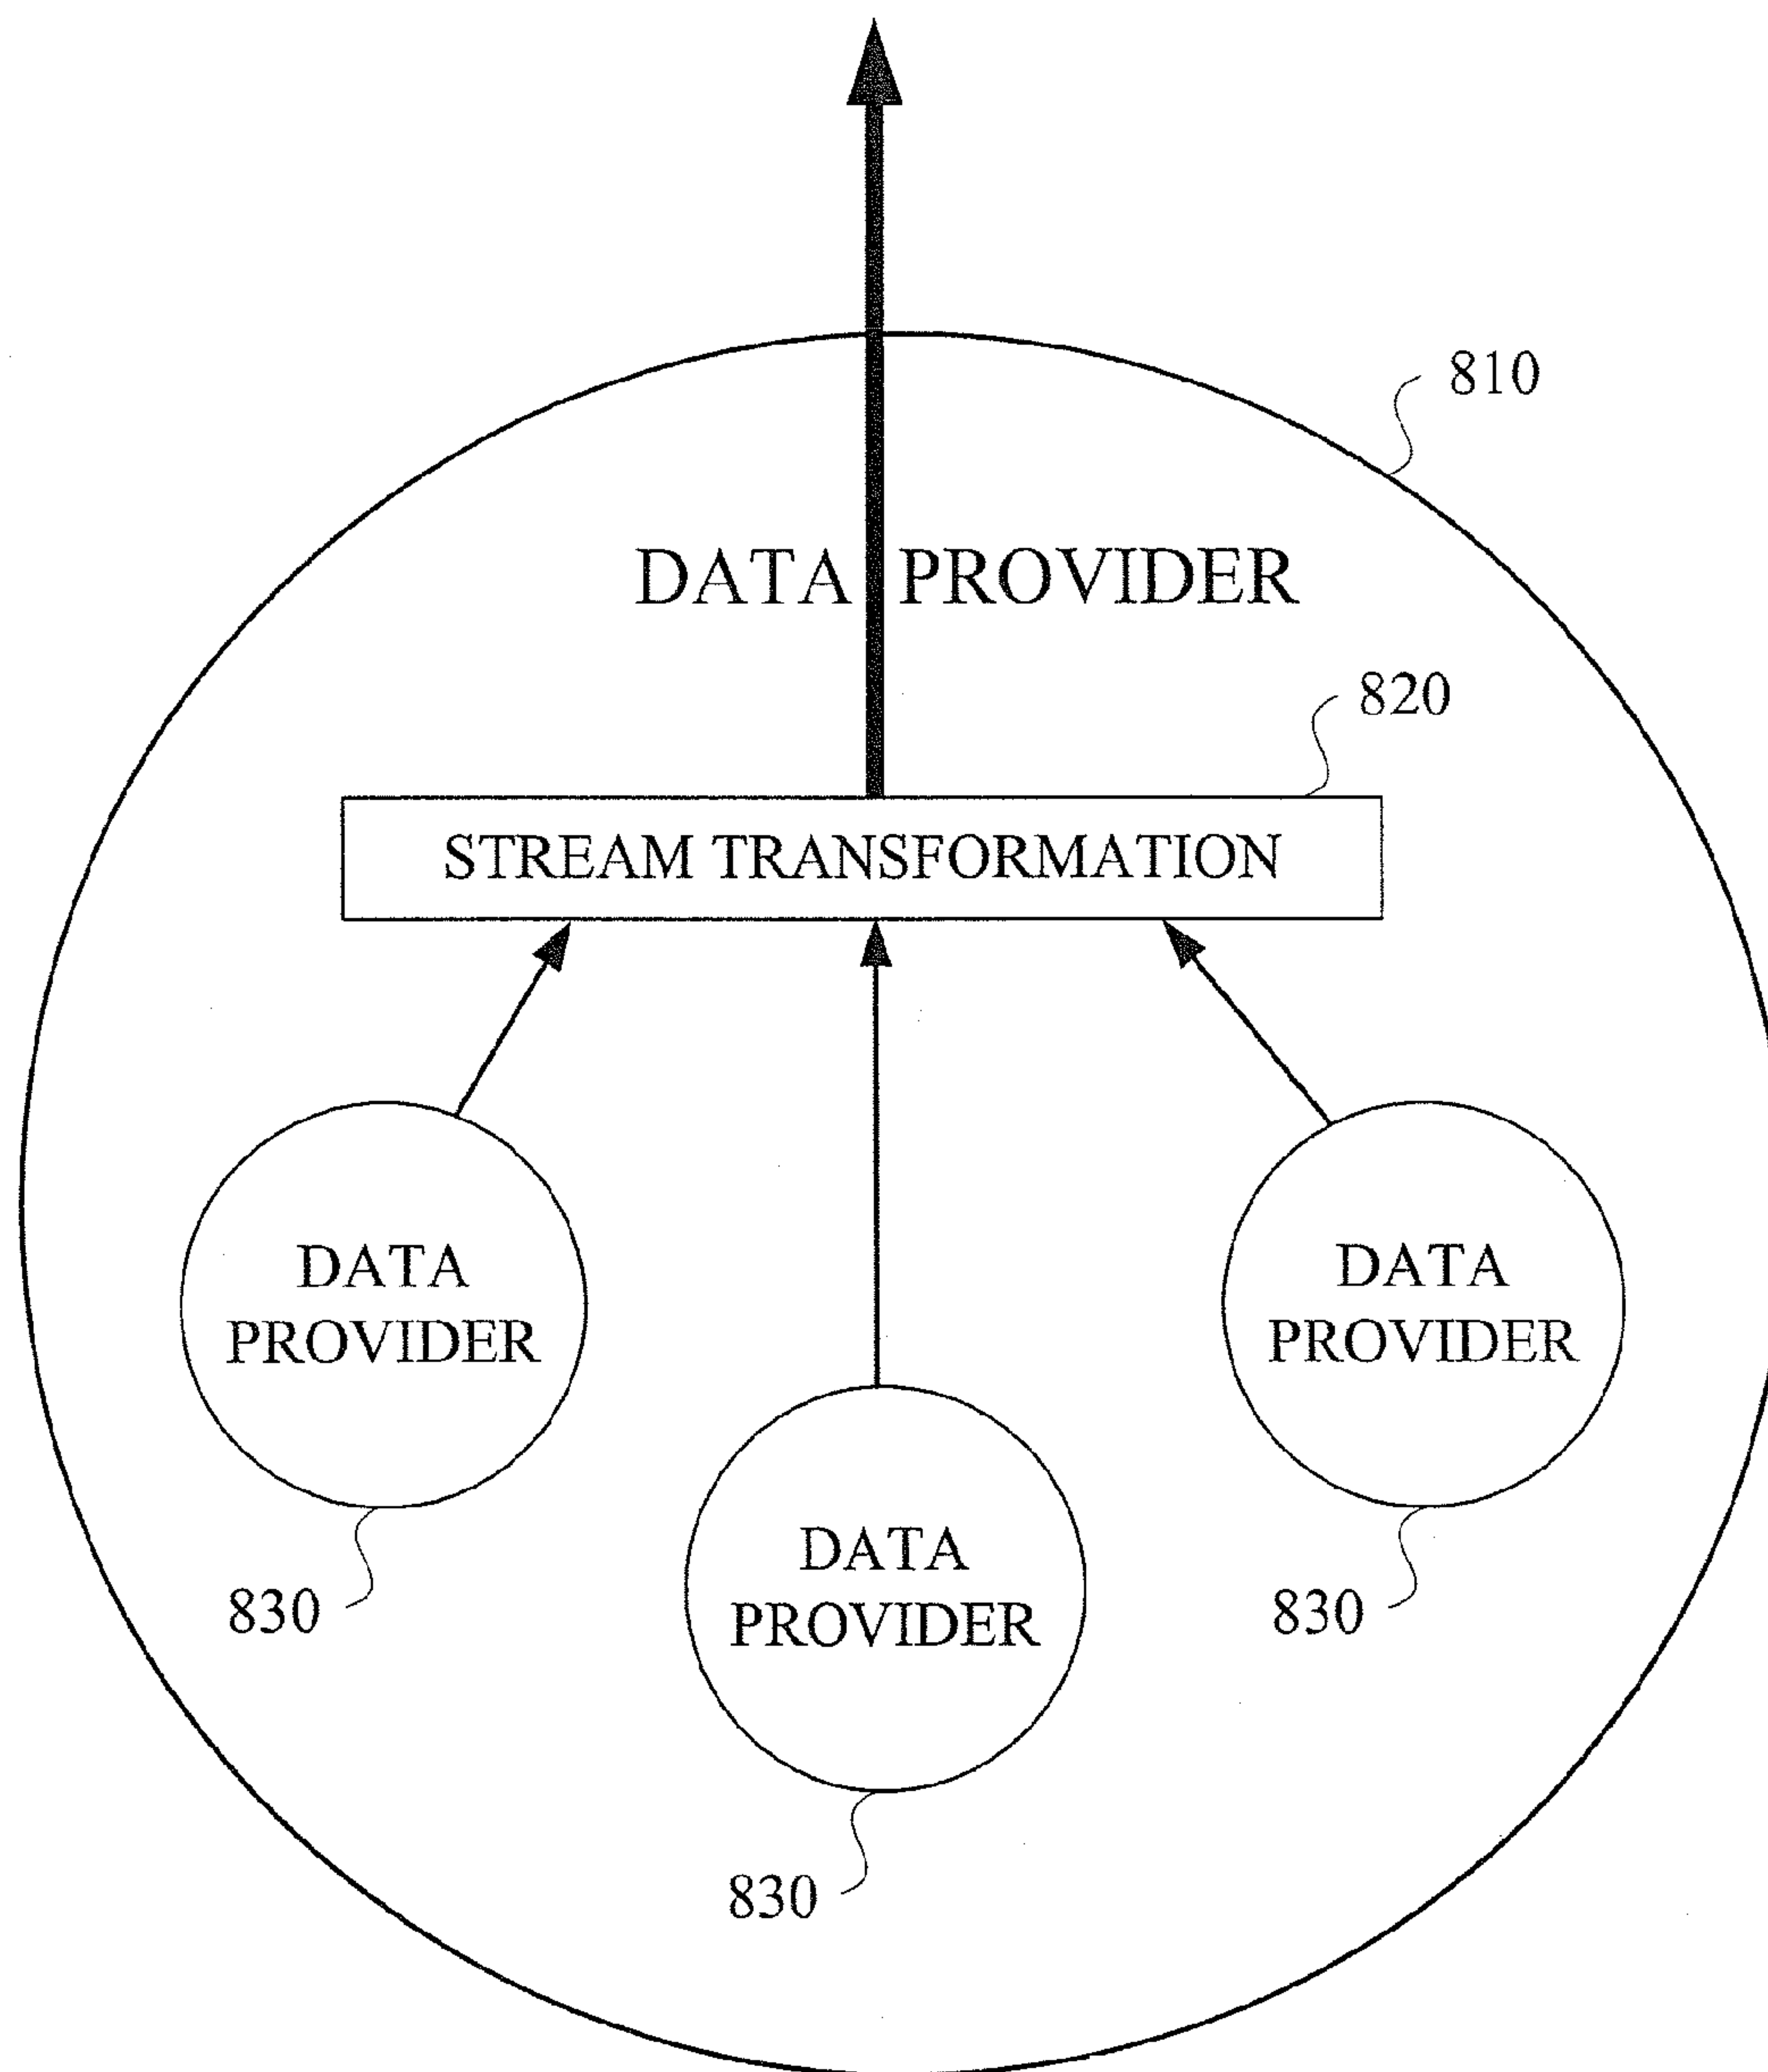 810
DATA PROVIDER
820
STREAM TRANSFORMATION
DATA
PROVIDER
DATA
PROVIDER
DATA
PROVIDER
830
830
830